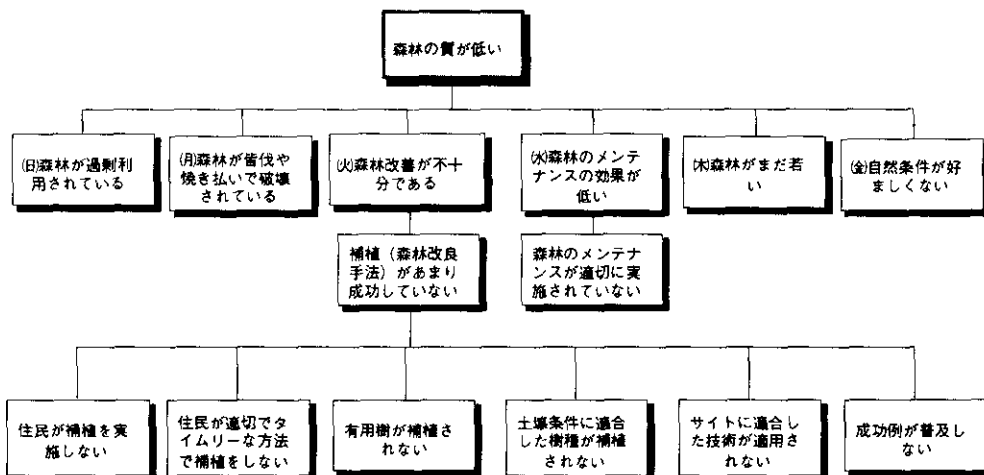 森林の質が低い
㈰森林が過剰利
用されている
㈪森林が皆伐や
焼き払いで破壊
されている
㈫森林改善が不十
分である
㈬森林のメンテ
ナンスの効果が
低い
㈭森林がまだ若
い
㈮自然条件が好
ましくない
補植（森林改良
手法）があまり
成功していない
森林のメンテナ
ンスが適切に実
施されていない
住民が補植を実
施しない
住民が適切でタ
イムリーな方法
で補植をしない
有用樹が補植さ
れない
土壌条件に適合
した樹種が補植
されない
サイトに適合し
た技術が適用さ
れない
成功例が普及し
ない